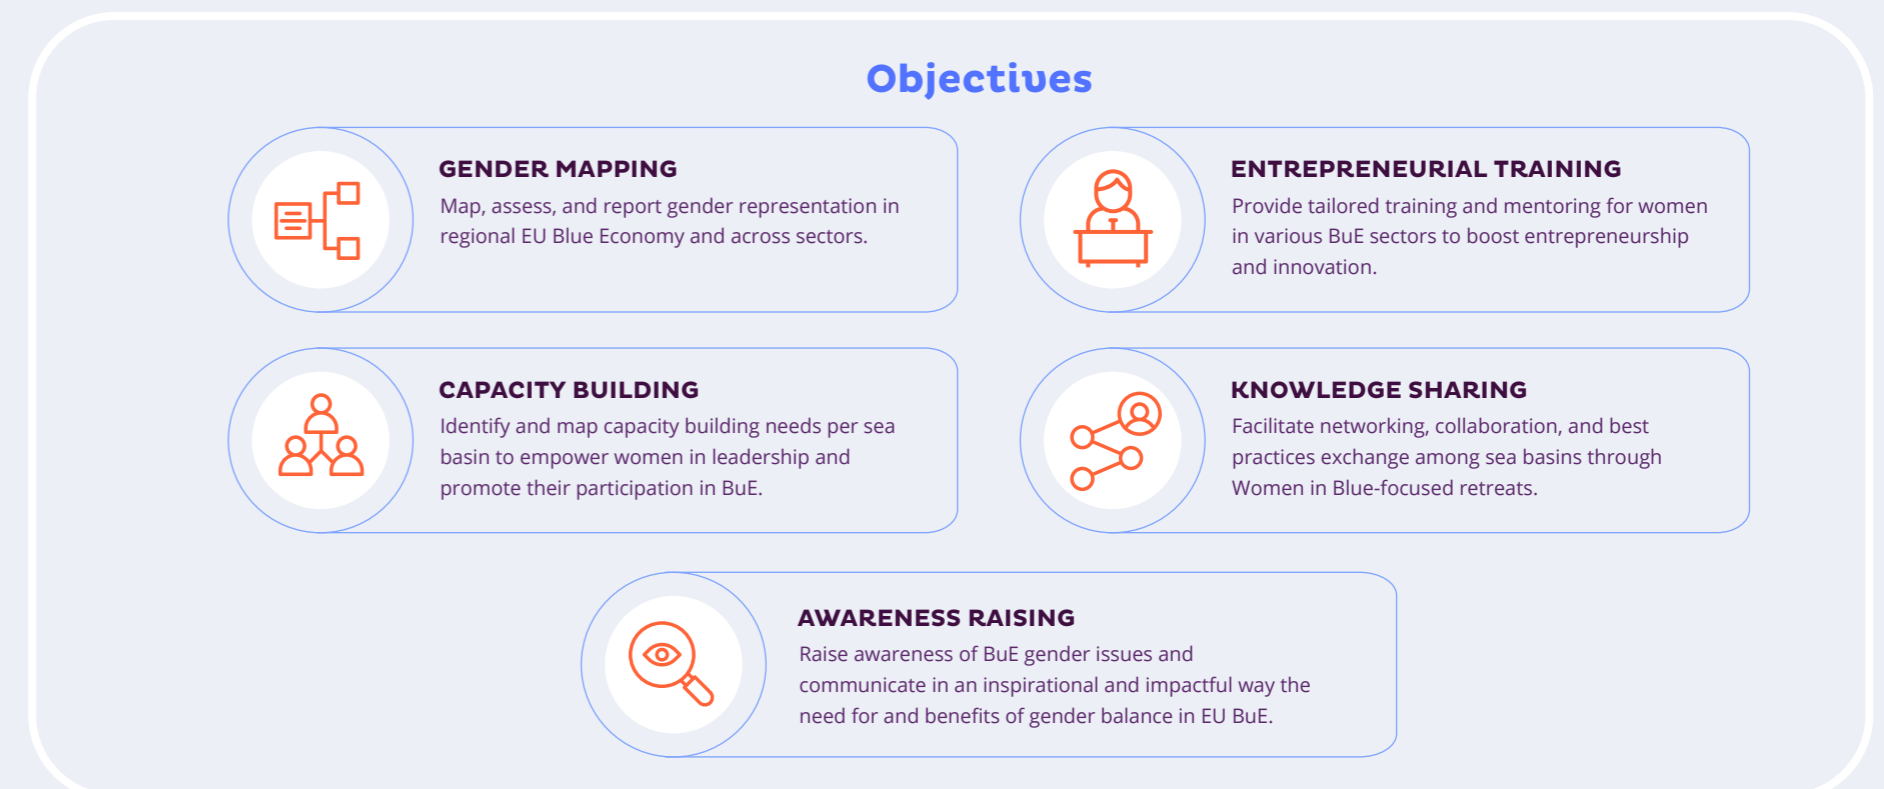 Objectives
GENDER MAPPING
Map, assess, and report gender representation in
regional EU Blue Economy and across sectors.
ENTREPRENEURIAL TRAINING
Provide tailored training and mentoring for women
in various BuE sectors to boost entrepreneurship
and innovation.
CAPACITY BUILDING
Identify and map capacity building needs per sea
basin to empower women in leadership and
promote their participation in BuE.
KNOWLEDGE SHARING
Facilitate networking, collaboration, and best
practices exchange among sea basins through
Women in Blue-focused retreats.
AWARENESS RAISING
Raise awareness of BuE gender issues and
communicate in an inspirational and impactful way the
need for and benefits of gender balance in EU BuE.